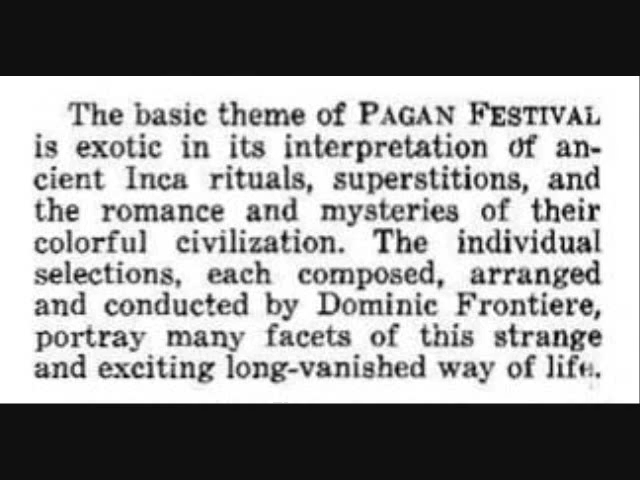 The basic theme of PAGAN FESTIVAL
is exotic in its interpretation of an-
cient Inca rituals, superstitions, and
the romance and mysteries of their
colorful civilization. The individual
selections, each composed, arranged
and conducted by Dominic Frontiere,
portray many facets of this strange
and exciting long-vanished way of life.